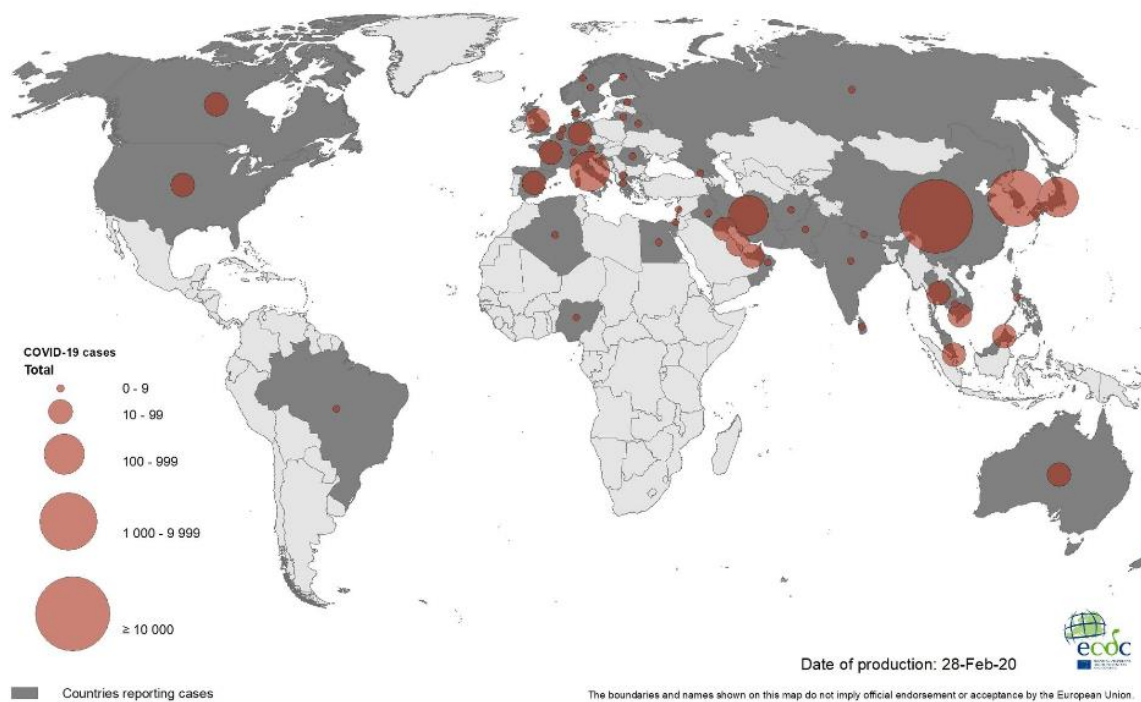 COVID-19 cases
Total
0 - 9
10 - 99
100 - 999
1 000 - 9 999
≥ 10 000
Countries reporting cases
ecdc
Date of production: 28-Feb-20
The boundaries and names shown on this map do not imply official endorsement or acceptance by the European Union.